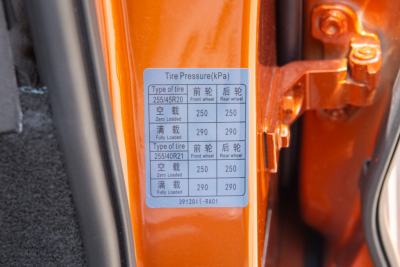 Tire Pressure(kPa)
Type of tire 前轮 后轮
255/45R20 Front wheel Rear wheel
空载 250 250
Zero Loaded
满载 290 290
Fully Loaded
Type of tire 前轮 后轮
255/40R21 Front wheel Rear wheel
空载 250 250
Zero Loaded
满载 290 290
Fully Loaded
3912011-RA01